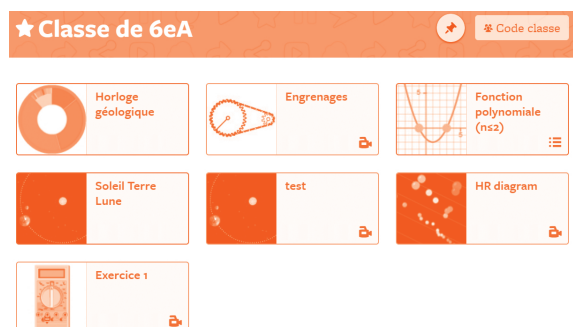 Classe de 6eA
Code classe
Horloge
géologique
Engrenages
Fonction
polynomiale
(n≤2)
Soleil Terre
Lune
test
HR diagram
Exercice 1